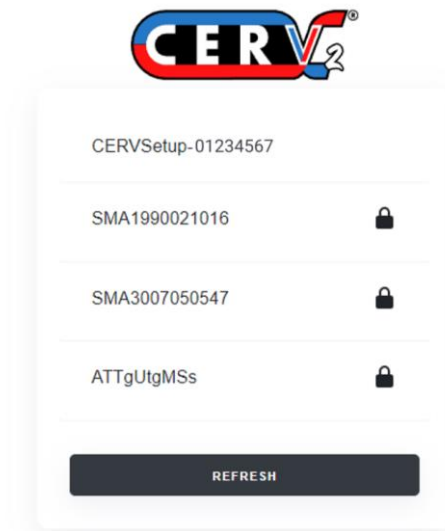 CERV2®
CERVSetup-01234567
SMA1990021016
SMA3007050547
ATTgUtgMSs
REFRESH